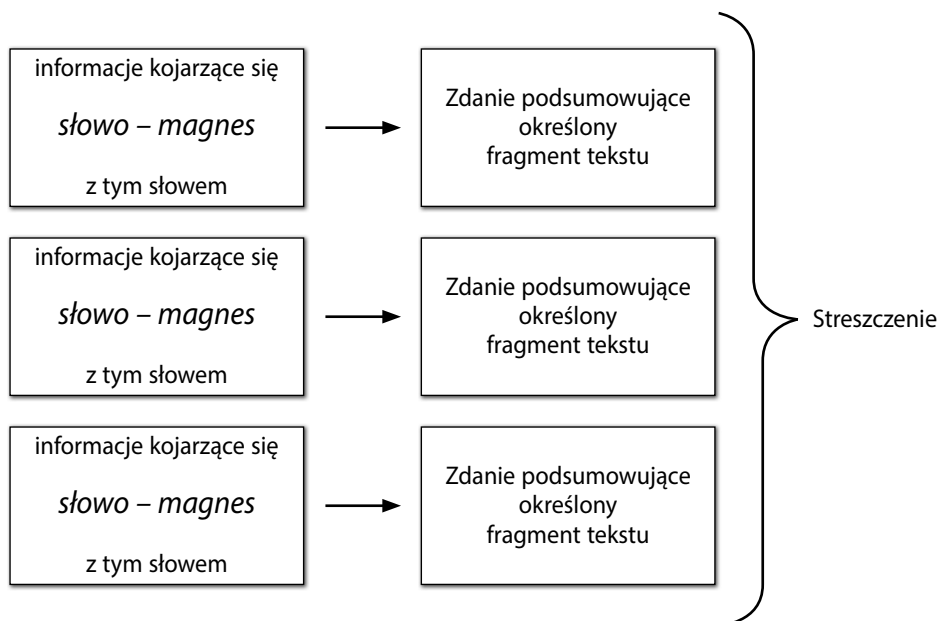 informacje kojarzące się
słowo – magnes
z tym słowem
Zdanie podsumowujące
określony
fragment tekstu
informacje kojarzące się
słowo – magnes
z tym słowem
Zdanie podsumowujące
określony
fragment tekstu
informacje kojarzące się
słowo – magnes
z tym słowem
Zdanie podsumowujące
określony
fragment tekstu
Streszczenie